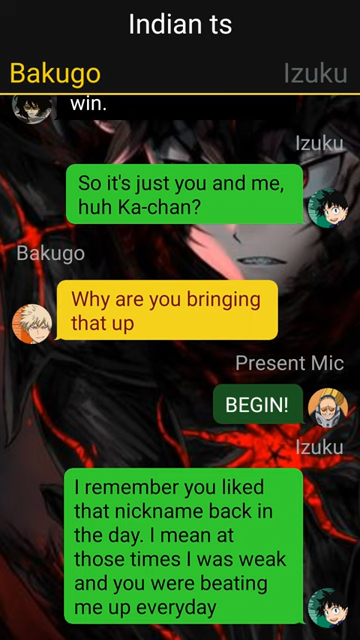 Indian ts
Bakugo Izuku
win.
Izuku
So it's just you and me,
huh Ka-chan?
Bakugo
Why are you bringing
that up
Present Mic
BEGIN!
Izuku
I remember you liked
that nickname back in
the day. I mean at
those times I was weak
and you were beating
me up everyday